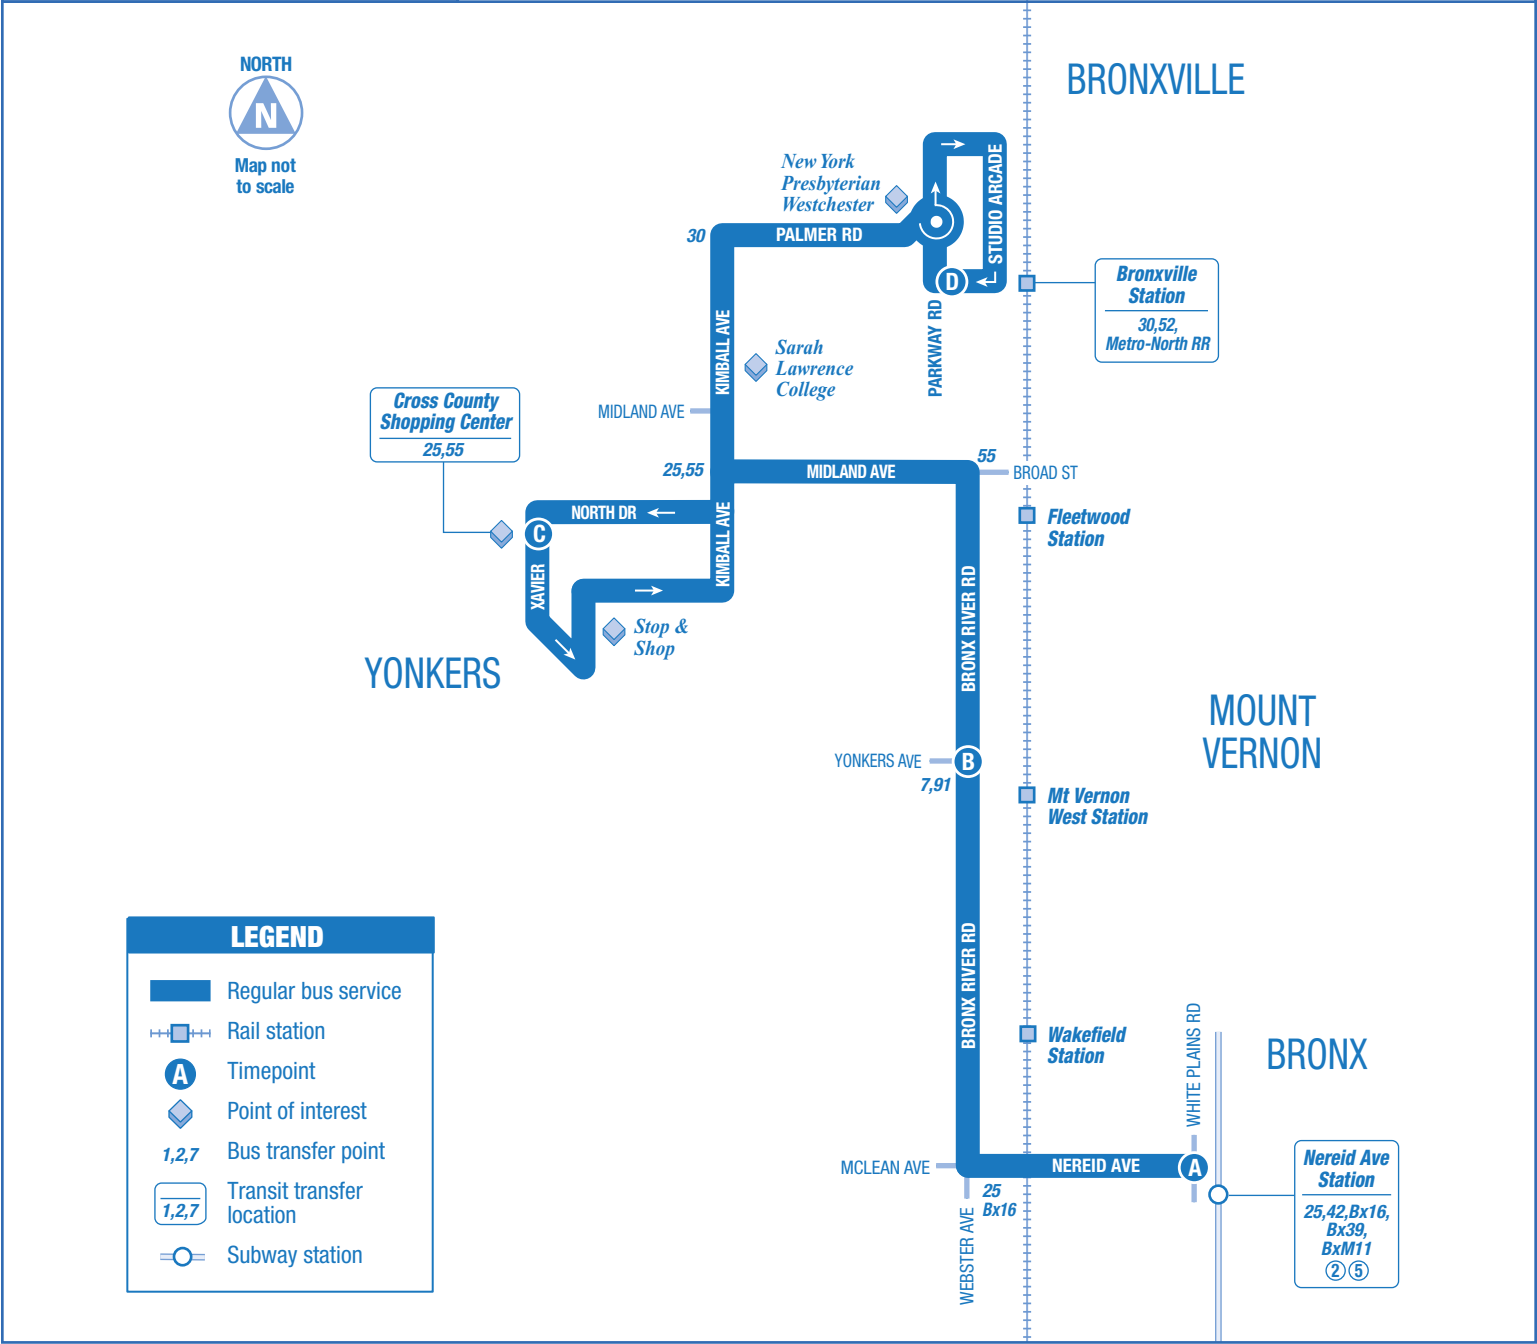 NORTH
N
Map not
to scale
BRONXVILLE
New York
Presbyterian
Westchester
30
PALMER RD
STUDIO ARCADE
D
PARKWAY RD
Bronxville
Station
30,52,
Metro-North RR
KIMBALL AVE
Sarah
Lawrence
College
Cross County
Shopping Center
25,55
MIDLAND AVE
25,55
MIDLAND AVE
55
BROAD ST
NORTH DR
C
KIMBALL AVE
XAVIER
Fleetwood
Station
Stop &
Shop
YONKERS
BRONX RIVER RD
MOUNT
VERNON
YONKERS AVE
B
7,91
Mt Vernon
West Station
BRONX RIVER RD
Wakefield
Station
WHITE PLAINS RD
BRONX
MCLEAN AVE
NEREID AVE
A
25
Bx16
WEBSTER AVE
Nereid Ave
Station
25,42,Bx16,
Bx39,
BxM11
2 5
LEGEND
Regular bus service
Rail station
A Timepoint
Point of interest
1,2,7 Bus transfer point
Transit transfer
1,2,7 location
Subway station